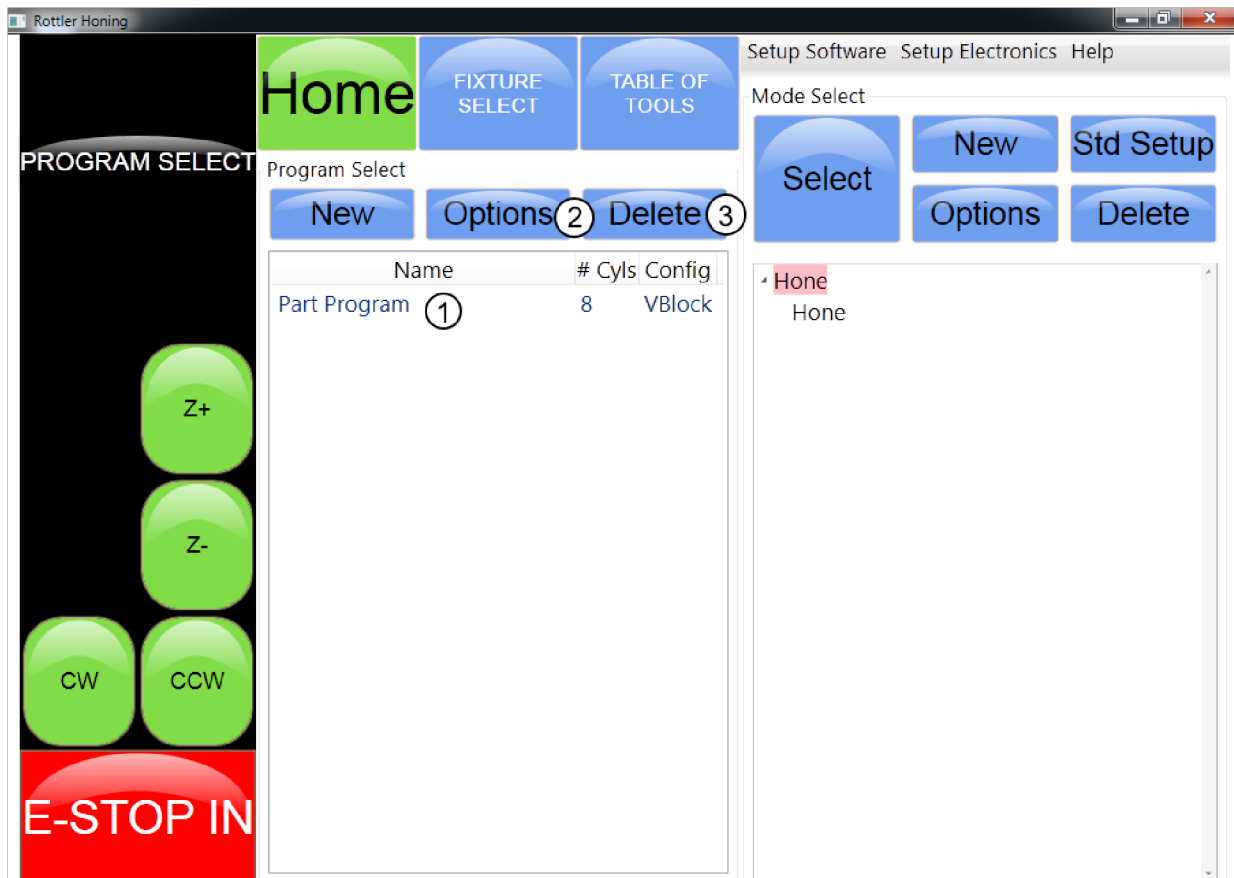 Rottler Honing
PROGRAM SELECT
Z+
Z-
CW
CCW
E-STOP IN
Home
FIXTURE
SELECT
TABLE OF
TOOLS
Program Select
New
Options
2
Delete
3
Name
# Cyls
Config
Part Program
1
8
VBlock
Setup Software
Setup Electronics
Help
Mode Select
Select
New
Std Setup
Options
Delete
Hone
Hone